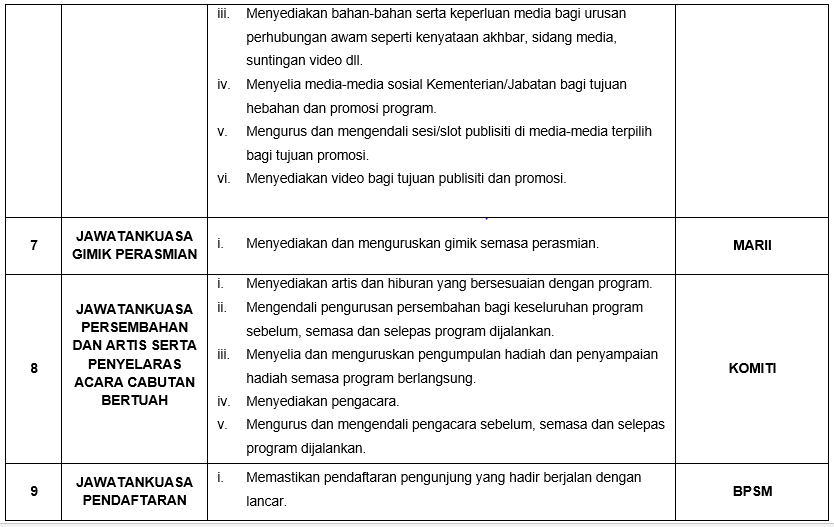 iii. Menyediakan bahan-bahan serta keperluan media bagi urusan
perhubungan awam seperti kenyataan akhbar, sidang media,
suntingan video dll.
iv. Menyelia media-media sosial Kementerian/Jabatan bagi tujuan
hebahan dan promosi program.
v. Mengurus dan mengendali sesi/slot publisiti di media-media terpilih
bagi tujuan promosi.
vi. Menyediakan video bagi tujuan publisiti dan promosi.
7
JAWATANKUASA
GIMIK PERASMIAN
i. Menyediakan dan menguruskan gimik semasa perasmian.
MARII
8
JAWATANKUASA
PERSEMBAHAN
DAN ARTIS SERTA
PENYELARAS
ACARA CABUTAN
BERTUAH
i. Menyediakan artis dan hiburan yang bersesuaian dengan program.
ii. Mengendali pengurusan persembahan bagi keseluruhan program
sebelum, semasa dan selepas program dijalankan.
iii. Menyelia dan menguruskan pengumpulan hadiah dan penyampaian
hadiah semasa program berlangsung.
iv. Menyediakan pengacara.
v. Mengurus dan mengendali pengacara sebelum, semasa dan selepas
program dijalankan.
KOMITI
9
JAWATANKUASA
PENDAFTARAN
i. Memastikan pendaftaran pengunjung yang hadir berjalan dengan
lancar.
BPSM